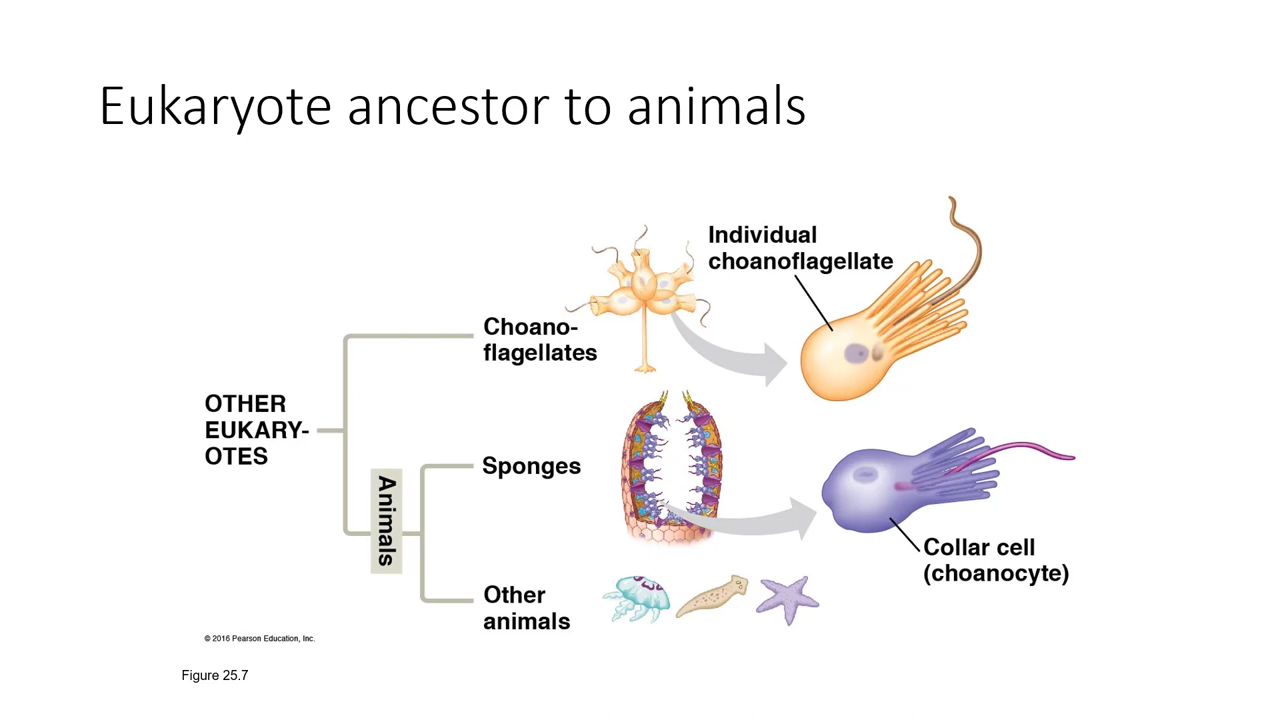 Eukaryote ancestor to animals
Individual
choanoflagellate
Choano-
flagellates
OTHER
EUKARY-
OTES
Animals
Sponges
Collar cell
(choanocyte)
Other
animals
© 2016 Pearson Education, Inc.
Figure 25.7